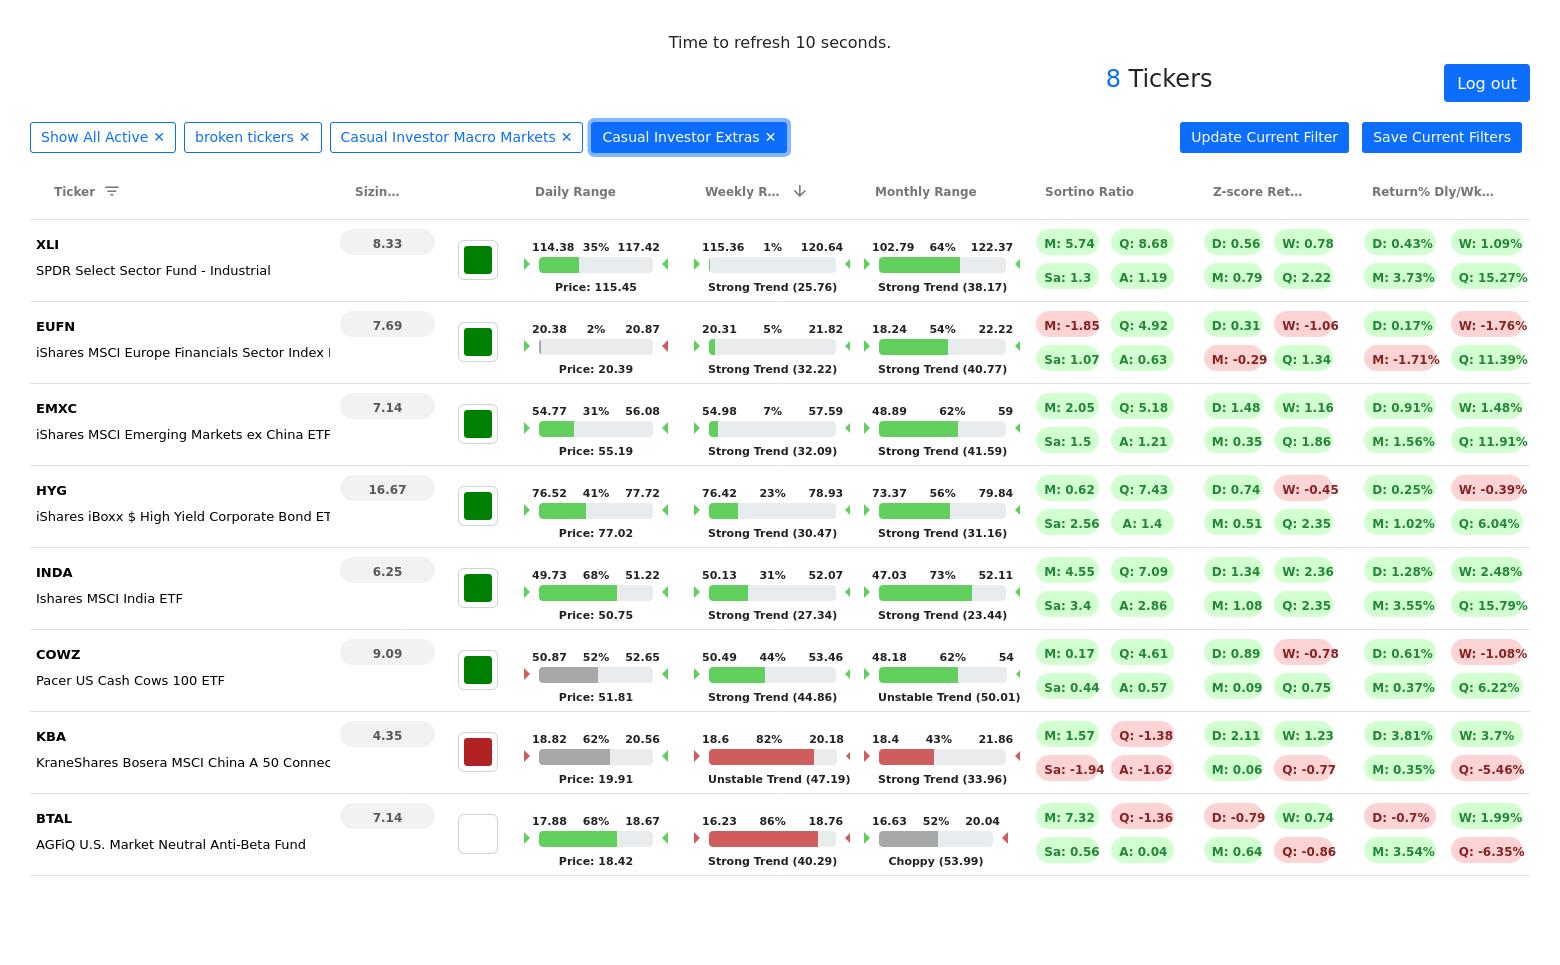 Time to refresh 10 seconds.
8 Tickers
Log out
Show All Active ✕ broken tickers ✕ Casual Investor Macro Markets ✕ Casual Investor Extras ✕ Update Current Filter Save Current Filters
Ticker Sizin… Daily Range Weekly R… Monthly Range Sortino Ratio Z-score Ret… Return% Dly/Wk…
XLI 8.33 114.38 35% 117.42 115.36 1% 120.64 102.79 64% 122.37 M: 5.74 Q: 8.68 D: 0.56 W: 0.78 D: 0.43% W: 1.09%
SPDR Select Sector Fund - Industrial Sa: 1.3 A: 1.19 M: 0.79 Q: 2.22 M: 3.73% Q: 15.27%
Price: 115.45 Strong Trend (25.76) Strong Trend (38.17)
EUFN 7.69 20.38 2% 20.87 20.31 5% 21.82 18.24 54% 22.22 M: -1.85 Q: 4.92 D: 0.31 W: -1.06 D: 0.17% W: -1.76%
iShares MSCI Europe Financials Sector Index Sa: 1.07 A: 0.63 M: -0.29 Q: 1.34 M: -1.71% Q: 11.39%
Price: 20.39 Strong Trend (32.22) Strong Trend (40.77)
EMXC 7.14 54.77 31% 56.08 54.98 7% 57.59 48.89 62% 59 M: 2.05 Q: 5.18 D: 1.48 W: 1.16 D: 0.91% W: 1.48%
iShares MSCI Emerging Markets ex China ETF Sa: 1.5 A: 1.21 M: 0.35 Q: 1.86 M: 1.56% Q: 11.91%
Price: 55.19 Strong Trend (32.09) Strong Trend (41.59)
HYG 16.67 76.52 41% 77.72 76.42 23% 78.93 73.37 56% 79.84 M: 0.62 Q: 7.43 D: 0.74 W: -0.45 D: 0.25% W: -0.39%
iShares iBoxx $ High Yield Corporate Bond ET Sa: 2.56 A: 1.4 M: 0.51 Q: 2.35 M: 1.02% Q: 6.04%
Price: 77.02 Strong Trend (30.47) Strong Trend (31.16)
INDA 6.25 49.73 68% 51.22 50.13 31% 52.07 47.03 73% 52.11 M: 4.55 Q: 7.09 D: 1.34 W: 2.36 D: 1.28% W: 2.48%
Ishares MSCI India ETF Sa: 3.4 A: 2.86 M: 1.08 Q: 2.35 M: 3.55% Q: 15.79%
Price: 50.75 Strong Trend (27.34) Strong Trend (23.44)
COWZ 9.09 50.87 52% 52.65 50.49 44% 53.46 48.18 62% 54 M: 0.17 Q: 4.61 D: 0.89 W: -0.78 D: 0.61% W: -1.08%
Pacer US Cash Cows 100 ETF Sa: 0.44 A: 0.57 M: 0.09 Q: 0.75 M: 0.37% Q: 6.22%
Price: 51.81 Strong Trend (44.86) Unstable Trend (50.01)
KBA 4.35 18.82 62% 20.56 18.6 82% 20.18 18.4 43% 21.86 M: 1.57 Q: -1.38 D: 2.11 W: 1.23 D: 3.81% W: 3.7%
KraneShares Bosera MSCI China A 50 Connec Sa: -1.94 A: -1.62 M: 0.06 Q: -0.77 M: 0.35% Q: -5.46%
Price: 19.91 Unstable Trend (47.19) Strong Trend (33.96)
BTAL 7.14 17.88 68% 18.67 16.23 86% 18.76 16.63 52% 20.04 M: 7.32 Q: -1.36 D: -0.79 W: 0.74 D: -0.7% W: 1.99%
AGFiQ U.S. Market Neutral Anti-Beta Fund Sa: 0.56 A: 0.04 M: 0.64 Q: -0.86 M: 3.54% Q: -6.35%
Price: 18.42 Strong Trend (40.29) Choppy (53.99)